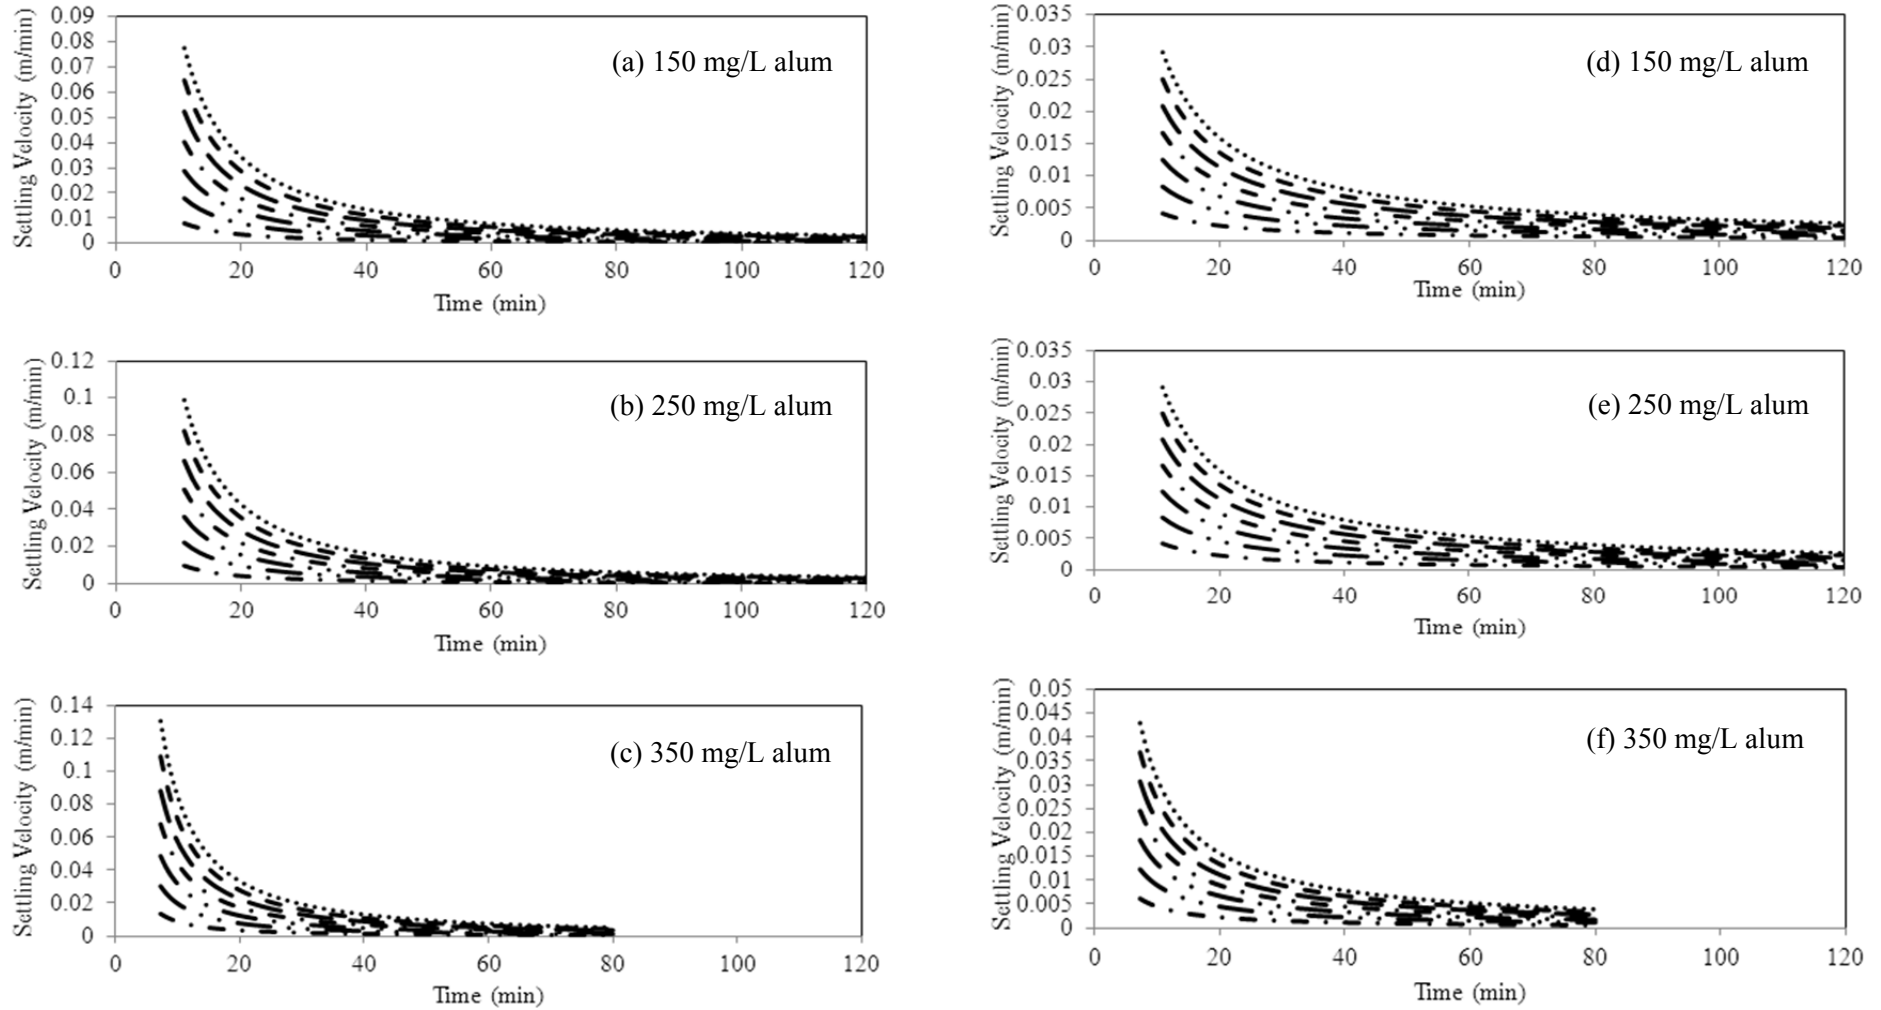 Settling Velocity (m/min)
0.09
0.08
0.07
0.06
0.05
0.04
0.03
0.02
0.01
0
(a) 150 mg/L alum
0 20 40 60 80 100 120
Time (min)
Settling Velocity (m/min)
0.035
0.03
0.025
0.02
0.015
0.01
0.005
0
(d) 150 mg/L alum
0 20 40 60 80 100 120
Time (min)
Settling Velocity (m/min)
0.12
0.1
0.08
0.06
0.04
0.02
0
(b) 250 mg/L alum
0 20 40 60 80 100 120
Time (min)
Settling Velocity (m/min)
0.035
0.03
0.025
0.02
0.015
0.01
0.005
0
(e) 250 mg/L alum
0 20 40 60 80 100 120
Time (min)
Settling Velocity (m/min)
0.14
0.12
0.1
0.08
0.06
0.04
0.02
0
(c) 350 mg/L alum
0 20 40 60 80 100 120
Time (min)
Settling Velocity (m/min)
0.05
0.045
0.04
0.035
0.03
0.025
0.02
0.015
0.01
0.005
0
(f) 350 mg/L alum
0 20 40 60 80 100 120
Time (min)